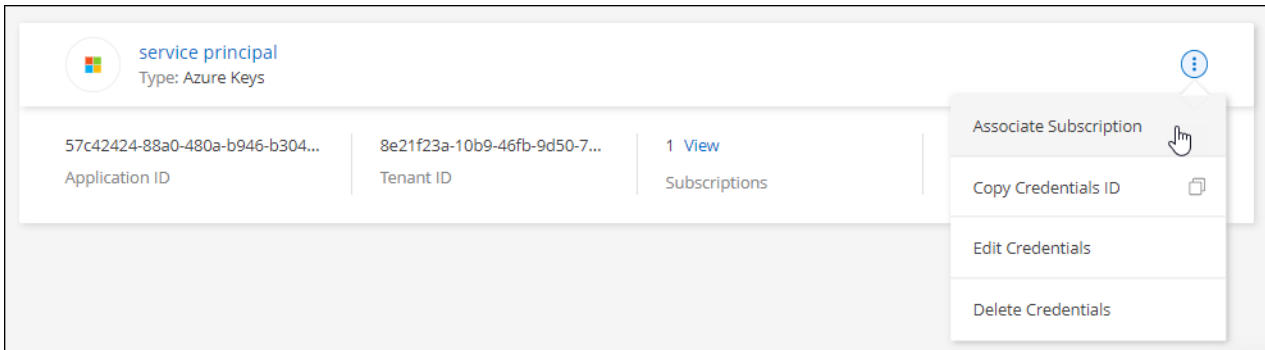 service principal
Type: Azure Keys
57c42424-88a0-480a-b946-b304...
Application ID
8e21f23a-10b9-46fb-9d50-7...
Tenant ID
1 View
Subscriptions
Associate Subscription
Copy Credentials ID
Edit Credentials
Delete Credentials